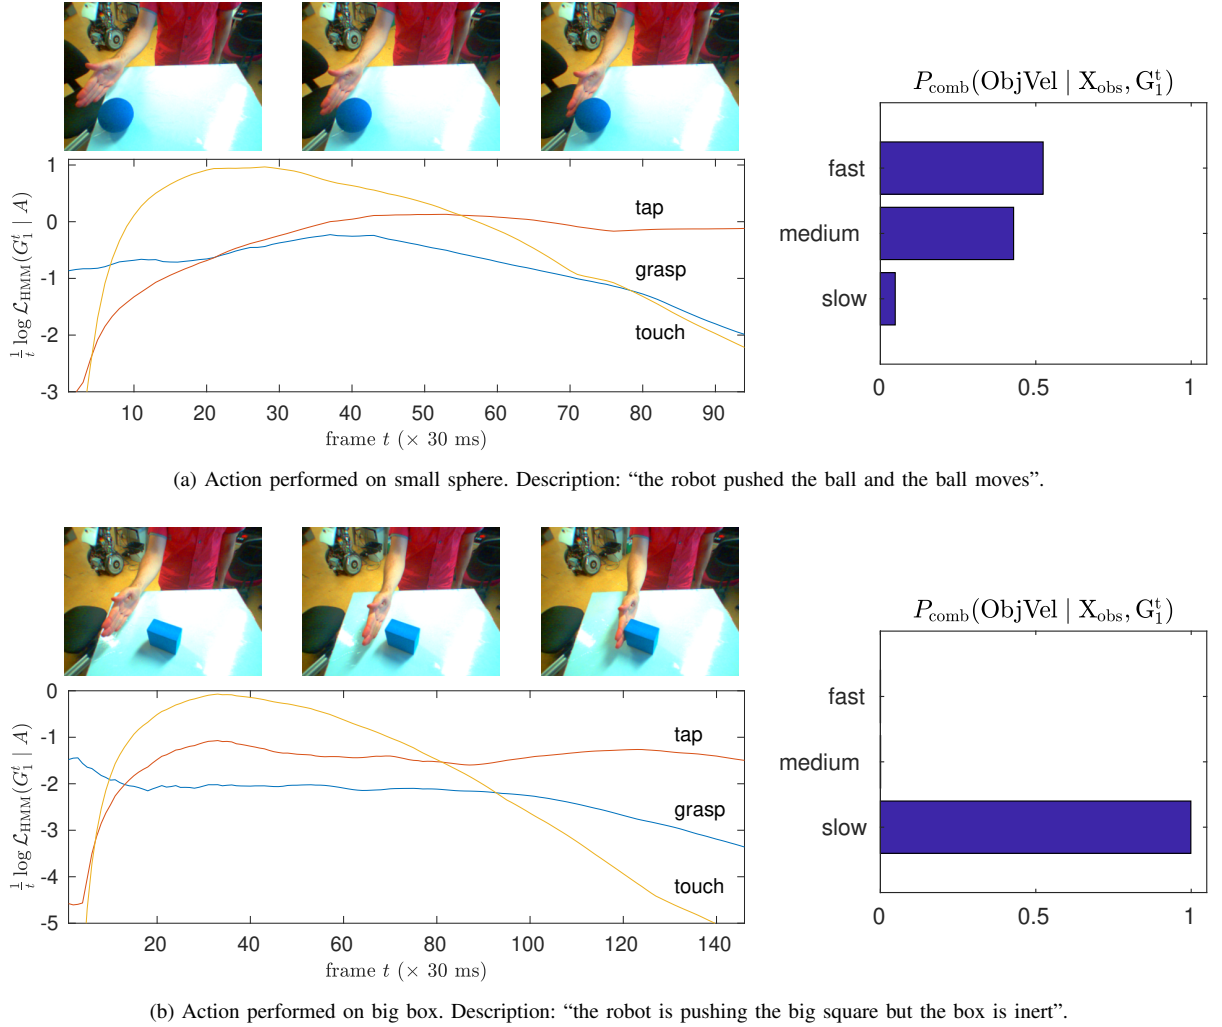 1
0
-1
-2
-3
1/t log ℒ_HMM(G_1^t | A)
tap
grasp
touch
10 20 30 40 50 60 70 80 90
frame t (× 30 ms)
P_comb(ObjVel | X_obs, G_1^t)
fast
medium
slow
0 0.5 1
(a) Action performed on small sphere. Description: “the robot pushed the ball and the ball moves”.
0
-1
-2
-3
-4
-5
1/t log ℒ_HMM(G_1^t | A)
tap
grasp
touch
20 40 60 80 100 120 140
frame t (× 30 ms)
P_comb(ObjVel | X_obs, G_1^t)
fast
medium
slow
0 0.5 1
(b) Action performed on big box. Description: “the robot is pushing the big square but the box is inert”.